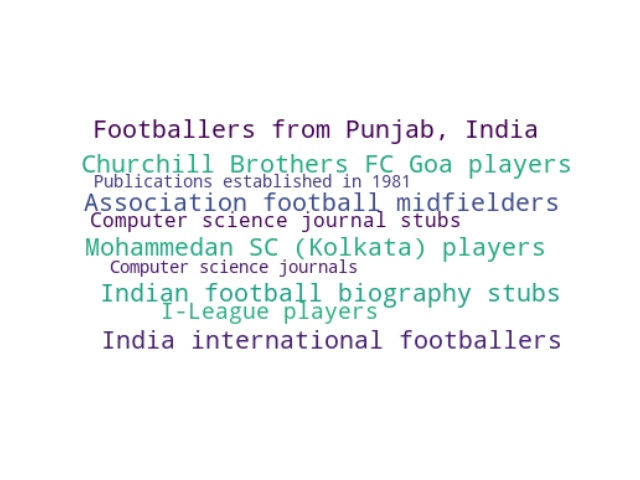 Footballers from Punjab, India
Churchill Brothers FC Goa players
Publications established in 1981
Association football midfielders
Computer science journal stubs
Mohammedan SC (Kolkata) players
Computer science journals
Indian football biography stubs
I-League players
India international footballers